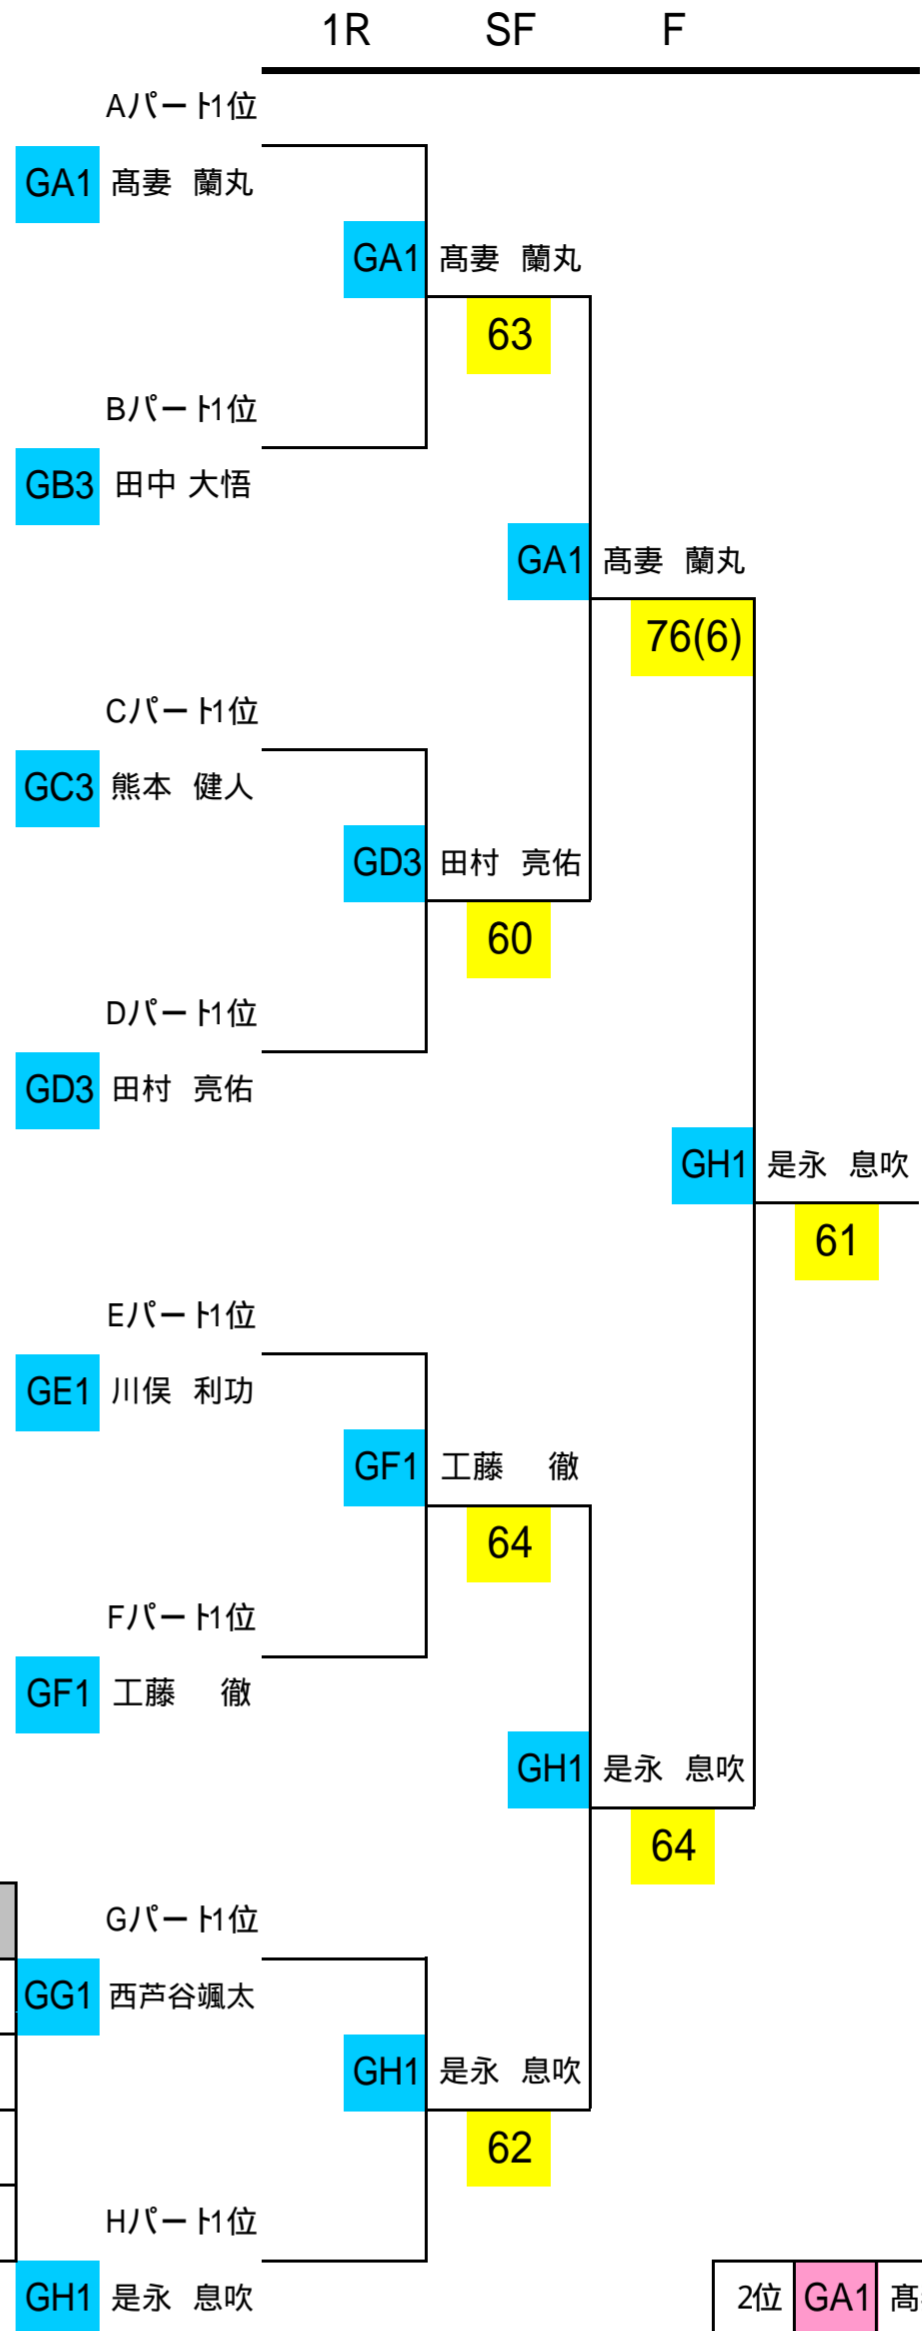 1R SF F
Aパート1位
GA1 髙妻 蘭丸
GA1 髙妻 蘭丸
63
Bパート1位
GB3 田中 大悟
GA1 髙妻 蘭丸
76(6)
Cパート1位
GC3 熊本 健人
GD3 田村 亮佑
60
Dパート1位
GD3 田村 亮佑
GH1 是永 息吹
61
Eパート1位
GE1 川俣 利功
GF1 工藤 徹
64
Fパート1位
GF1 工藤 徹
GH1 是永 息吹
64
Gパート1位
GG1 西芦谷颯太
GH1 是永 息吹
62
Hパート1位
GH1 是永 息吹
2位 GA1 髙